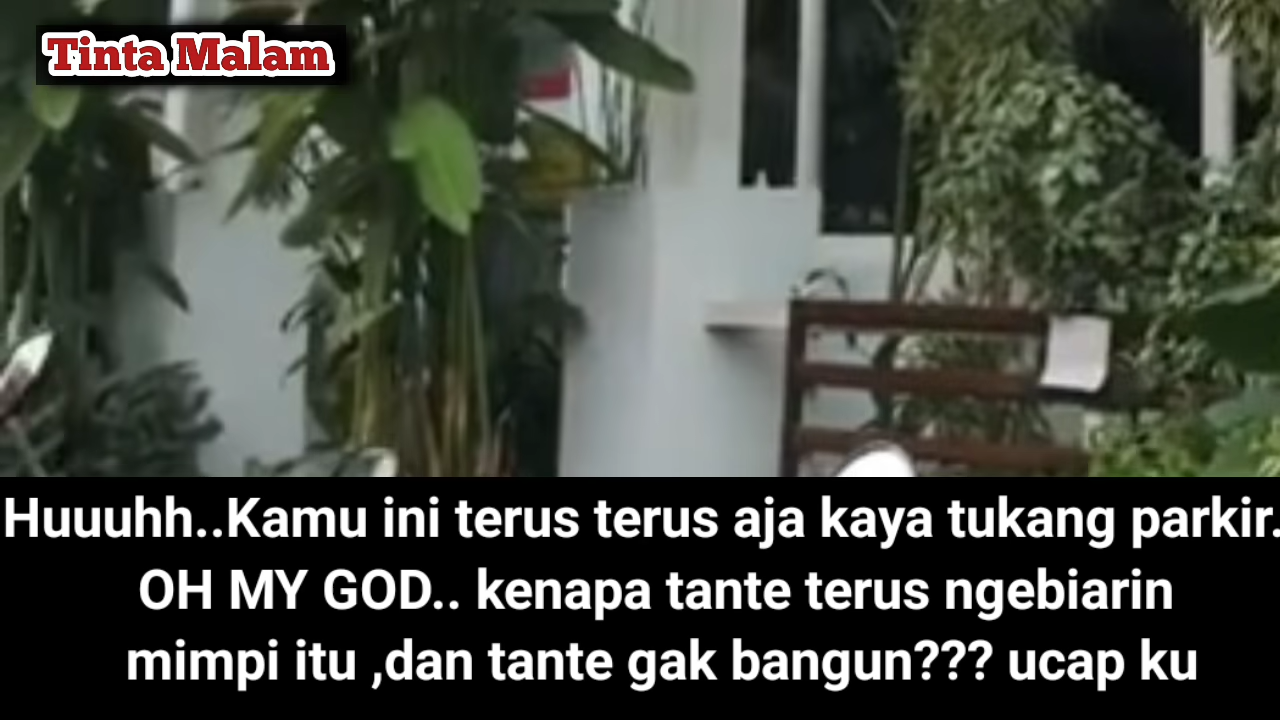 Tinta Malam
Huuuhh..Kamu ini terus terus aja kaya tukang parkir.
OH MY GOD.. kenapa tante terus ngebiarin
mimpi itu ,dan tante gak bangun??? ucap ku